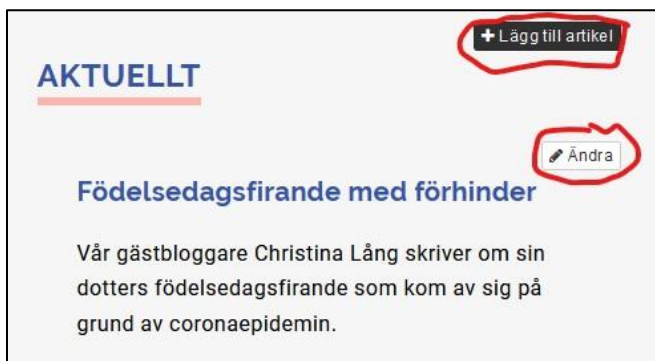 + Lägg till artikel
AKTUELLT
Ändra
Födelsedagsfirande med förhinder
Vår gästbloggare Christina Lång skriver om sin
dotters födelsedagsfirande som kom av sig på
grund av coronaepidemin.